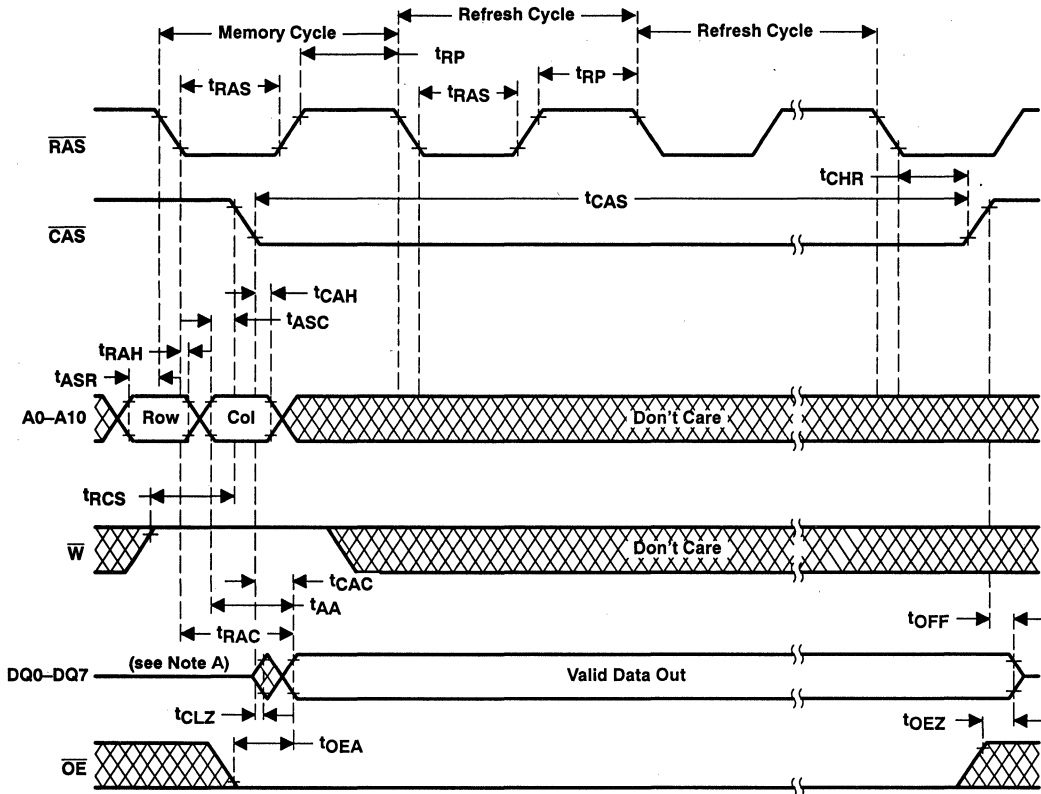 Refresh Cycle
Memory Cycle
Refresh Cycle
tRP
tRAS
tRP
tRAS
RAS
tCHR
tCAS
CAS
tCAH
tASC
tRAH
tASR
A0–A10
Row
Col
Don't Care
tRCS
W
Don't Care
tCAC
tAA
tOFF
tRAC
(see Note A)
DQ0–DQ7
Valid Data Out
tCLZ
tOEZ
tOEA
OE